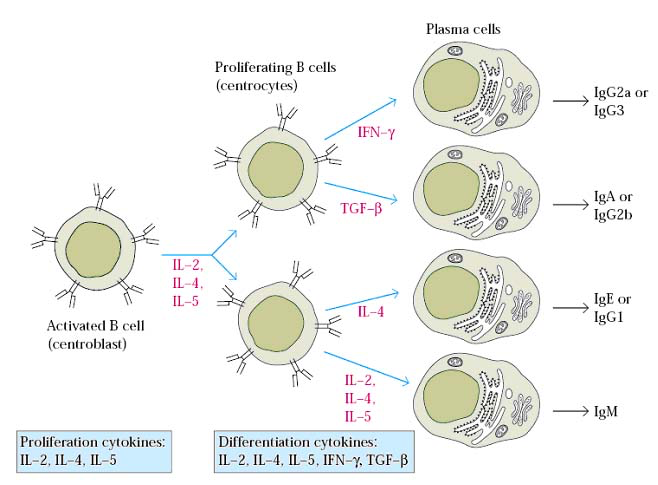 Plasma cells
Proliferating B cells
(centrocytes)
IFN–γ
IgG2a or
IgG3
TGF–β
IgA or
IgG2b
IL–2,
IL–4,
IL–5
Activated B cell
(centroblast)
IL–4
IgE or
IgG1
IL–2,
IL–4,
IL–5
IgM
Proliferation cytokines:
IL–2, IL–4, IL–5
Differentiation cytokines:
IL–2, IL–4, IL–5, IFN–γ, TGF–β